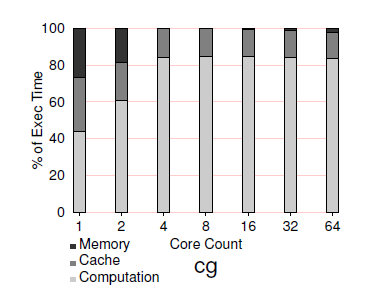 % of Exec Time
100
80
60
40
20
0
1 2 4 8 16 32 64
Memory Core Count
Cache
Computation
cg